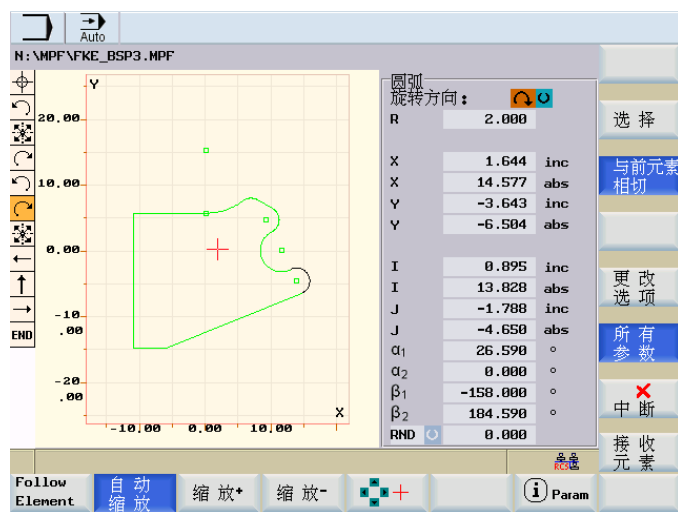 Auto
N:\MPF\FKE_BSP3.MPF
圆弧
旋转方向：
R 2.000
X 1.644 inc
X 14.577 abs
Y -3.643 inc
Y -6.504 abs
I 0.895 inc
I 13.828 abs
J -1.788 inc
J -4.650 abs
α1 26.590 °
α2 0.000 °
β1 -158.000 °
β2 184.590 °
RND 0.000
Y
20.00
10.00
0.00
-10.00
-20.00
X
-10.00 0.00 10.00
END
选择
与前元素
相切
更改
选项
所有
参数
中断
接收
元素
RCS
Follow
Element
自动
缩放
缩放+
缩放-
i Param